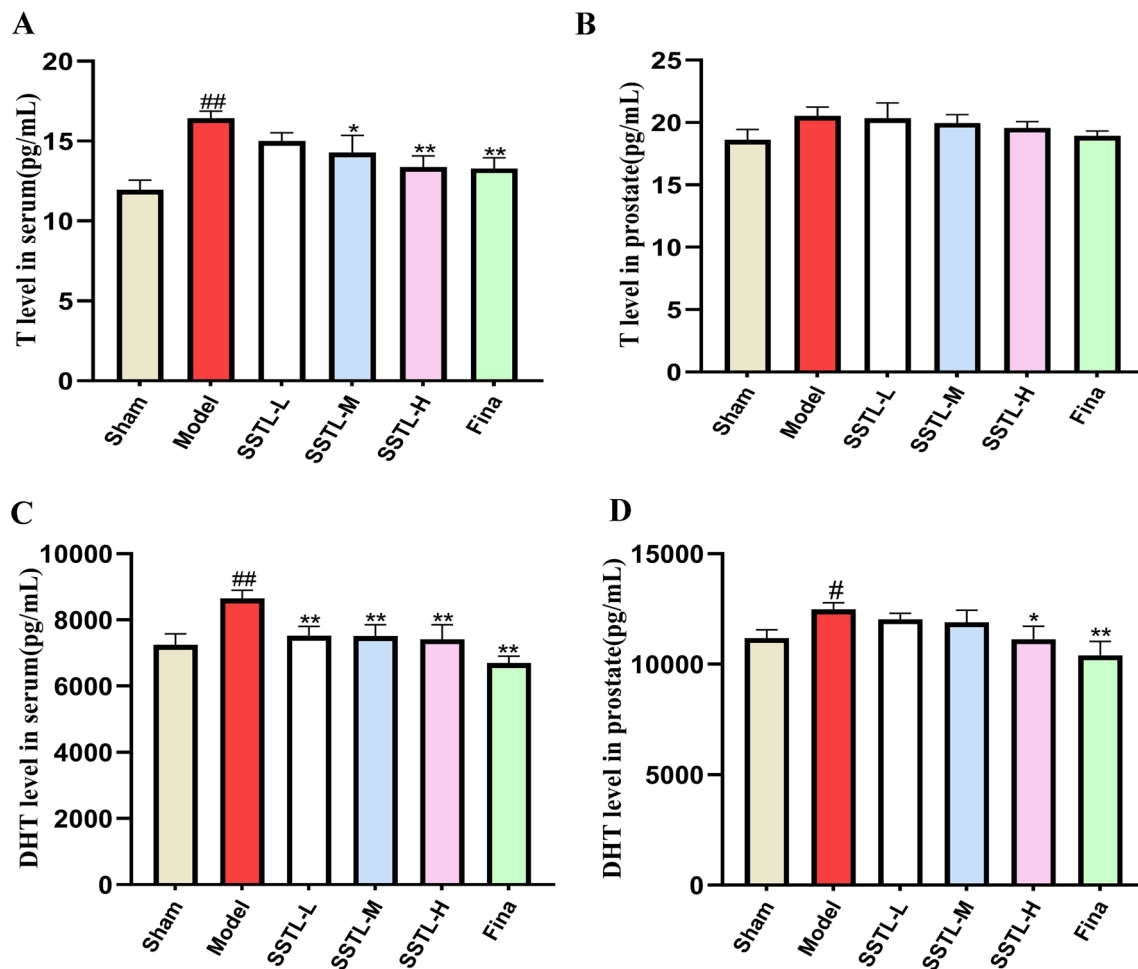 A
T level in serum(pg/mL)
20
15
10
5
0
##
*
**
**
Sham
Model
SSTL-L
SSTL-M
SSTL-H
Fina
B
T level in prostate(pg/mL)
25
20
15
10
5
0
Sham
Model
SSTL-L
SSTL-M
SSTL-H
Fina
C
DHT level in serum(pg/mL)
10000
8000
6000
4000
2000
0
##
**
**
**
**
Sham
Model
SSTL-L
SSTL-M
SSTL-H
Fina
D
DHT level in prostate(pg/mL)
15000
10000
5000
0
#
*
**
Sham
Model
SSTL-L
SSTL-M
SSTL-H
Fina